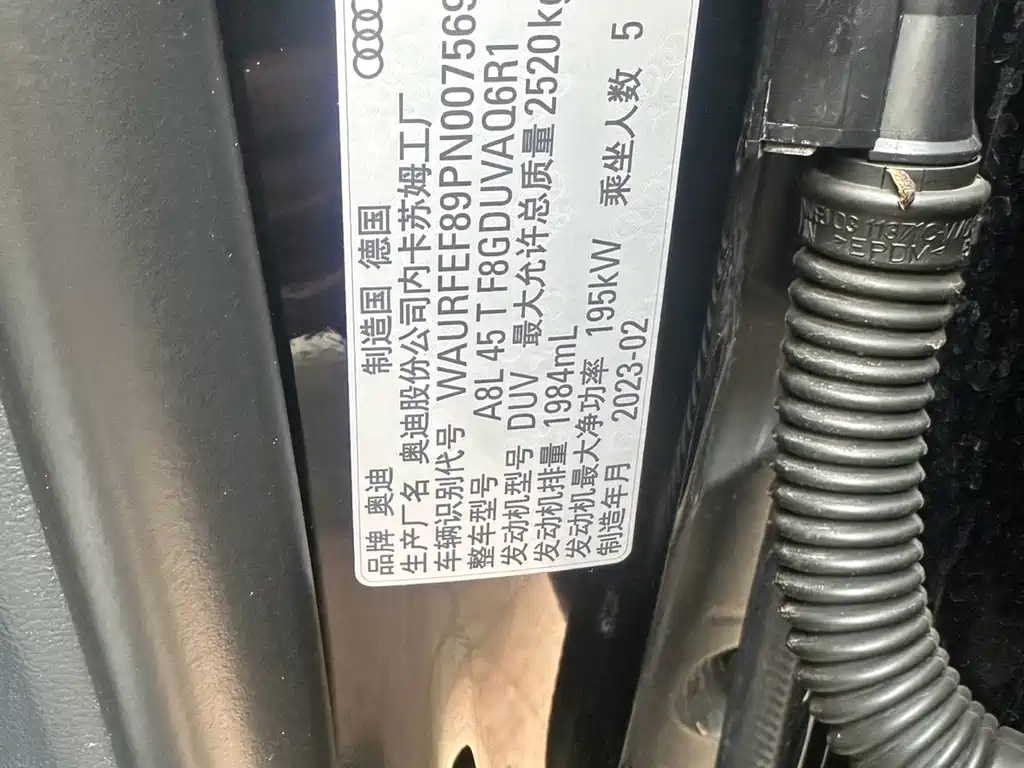 品牌 奥迪 制造国 德国
生产厂名 奥迪股份公司内卡苏姆工厂
车辆识别代号 WAURFEF89PN007569
整车型号 A8L 45 T F8GDUVAQ6R1
发动机型号 DUV 最大允许总质量 2520kg
发动机排量 1984mL
发动机最大净功率 195kW 乘坐人数 5
制造年月 2023-02
>EPDM<